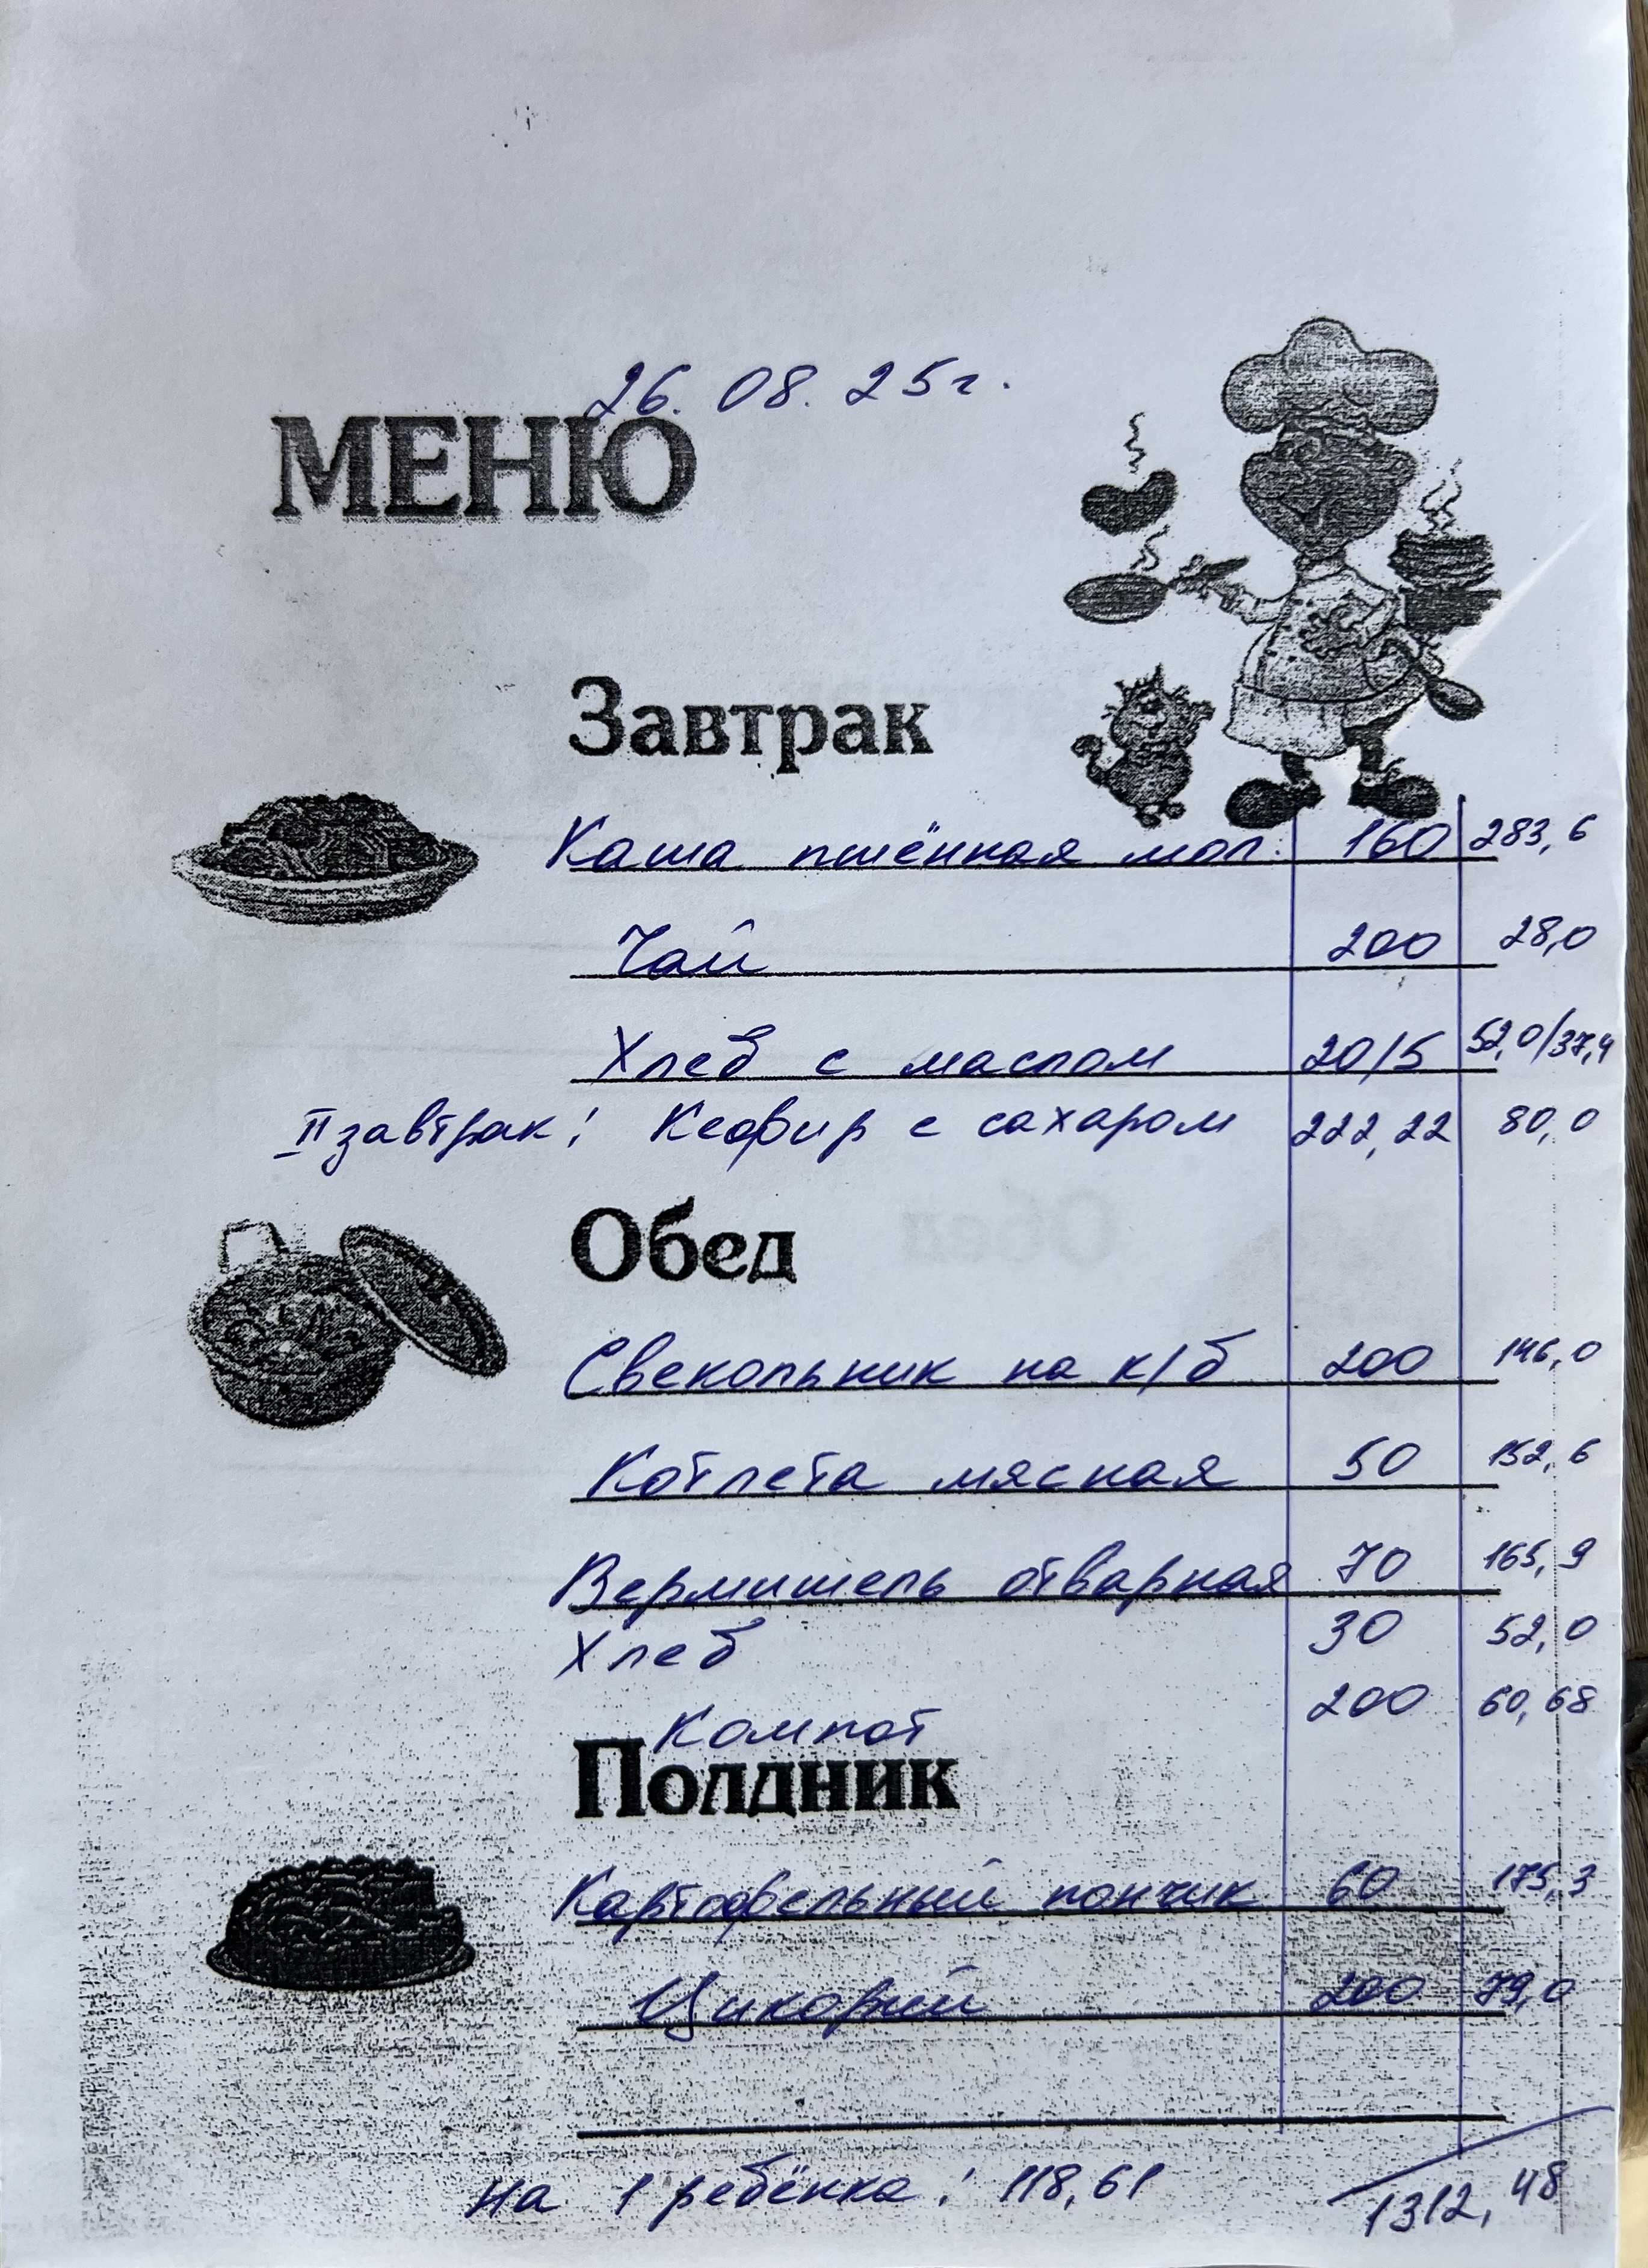 26.08.25г.
МЕНЮ
Завтрак
Каша пшённая мол. 160 283,6
Чай 200 28,0
Хлеб с маслом 20/5 52,0/37,4
II завтрак: Кефир с сахаром 222,22 80,0
Обед
Свекольник на к/б 200 146,0
Котлета мясная 50 152,6
Вермишель отварная 70 165,9
Хлеб 30 52,0
Компот 200 60,68
Полдник
Картофельный пончик 60 175,3
Цикорий 200 79,0
на 1 ребёнка: 118,61 1312,48